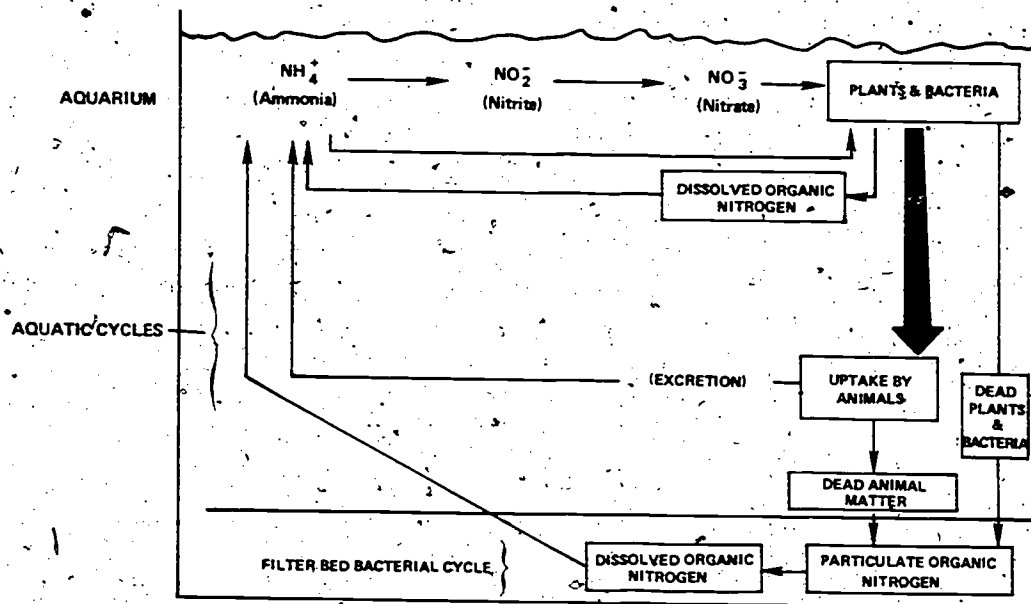 NH4+
NO2-
NO3-
(Ammonia)
(Nitrite)
(Nitrate)
AQUARIUM
PLANTS & BACTERIA
DISSOLVED ORGANIC
NITROGEN
AQUATIC CYCLES
(EXCRETION)
UPTAKE BY
ANIMALS
DEAD
PLANTS
&
BACTERIA
DEAD ANIMAL
MATTER
FILTER BED BACTERIAL CYCLE
DISSOLVED ORGANIC
NITROGEN
PARTICULATE ORGANIC
NITROGEN